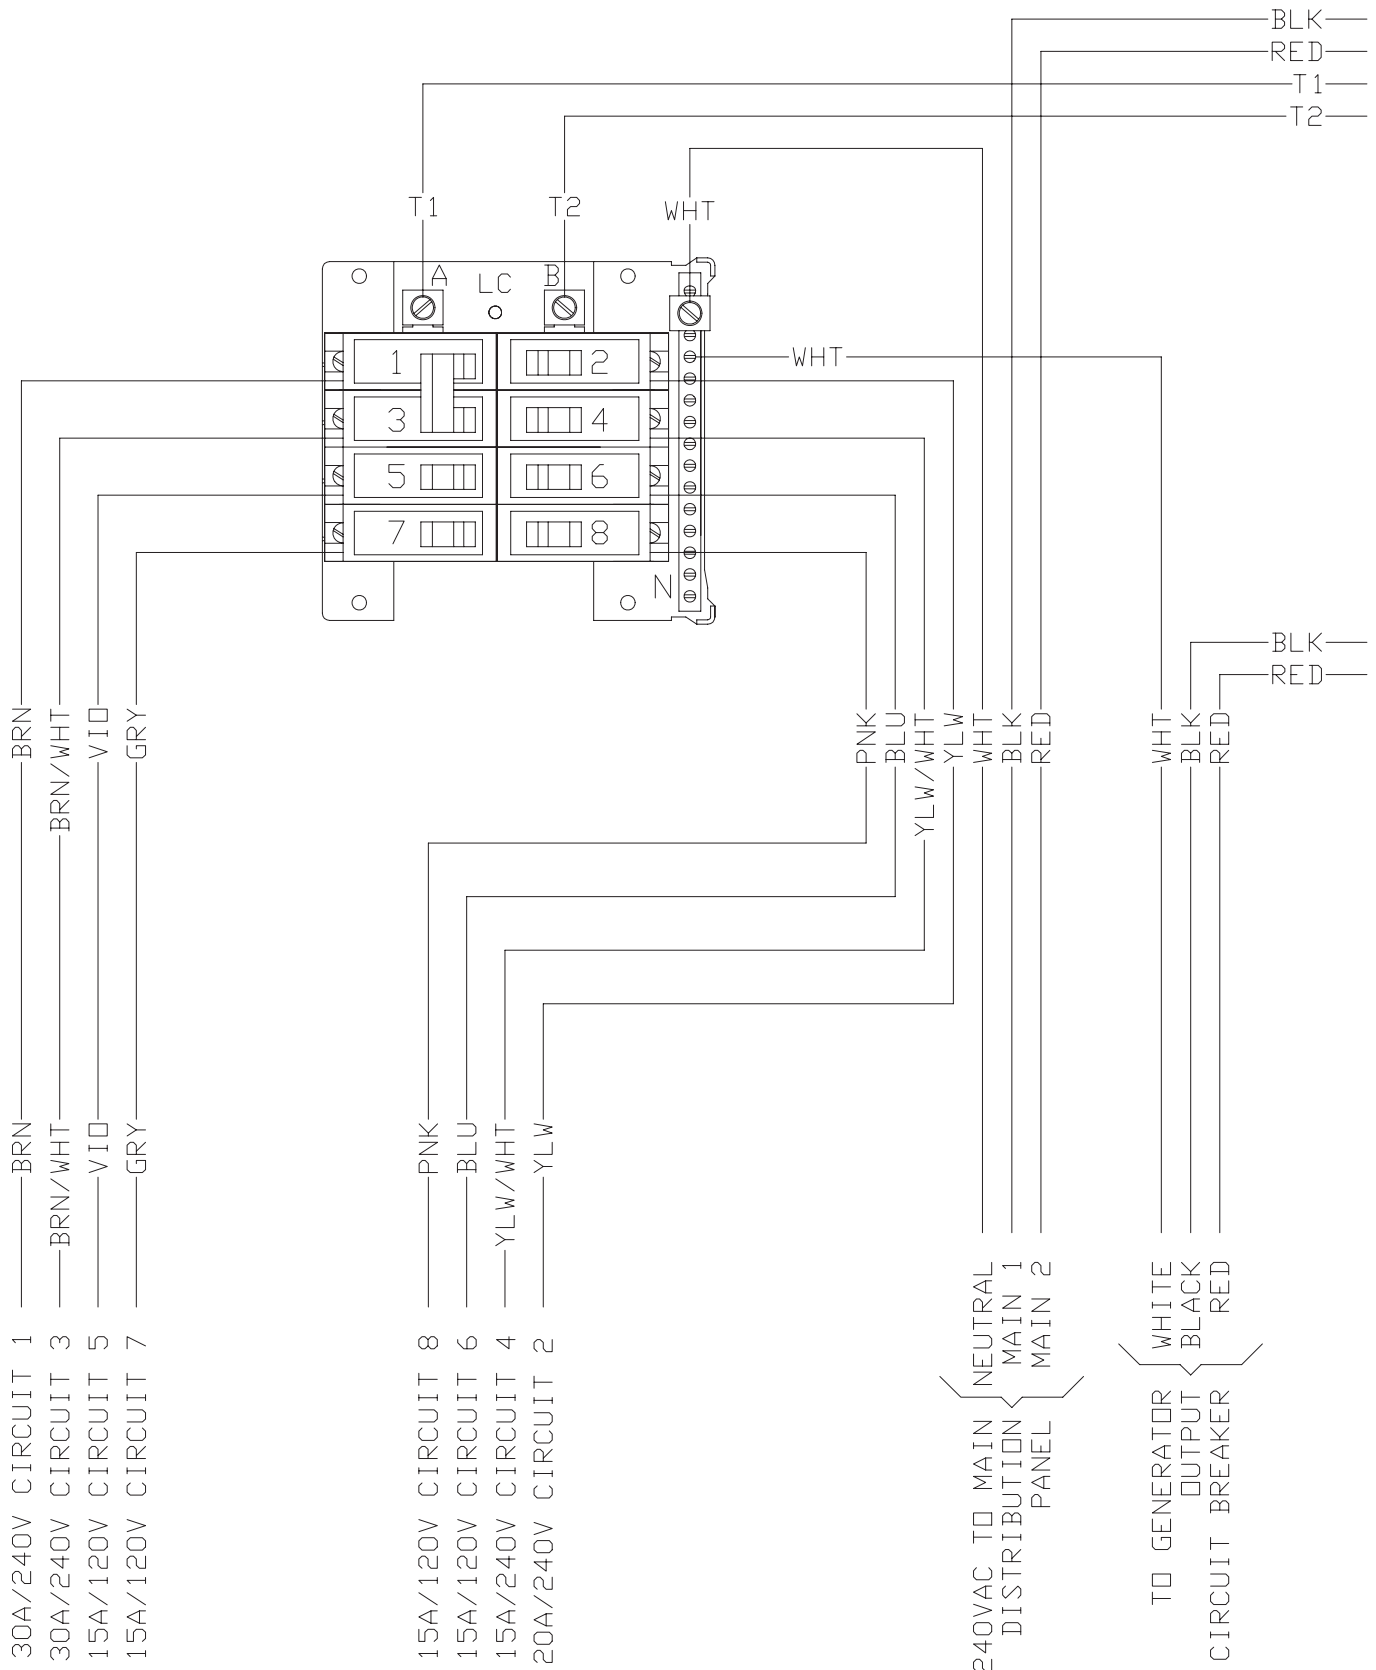 BLK
RED
T1
T2
T1
T2
WHT
A
LC
B
1
2
WHT
3
4
5
6
7
8
N
BLK
RED
BRN
BRN/WHT
VIO
GRY
PNK
BLU
YLW/WHT
YLW
WHT
BLK
RED
WHT
BLK
RED
BRN
BRN/WHT
VIO
GRY
PNK
BLU
YLW/WHT
YLW
30A/240V CIRCUIT 1
30A/240V CIRCUIT 3
15A/120V CIRCUIT 5
15A/120V CIRCUIT 7
15A/120V CIRCUIT 8
15A/120V CIRCUIT 6
15A/240V CIRCUIT 4
20A/240V CIRCUIT 2
NEUTRAL
MAIN 1
MAIN 2
240VAC TO MAIN
DISTRIBUTION
PANEL
WHITE
BLACK
RED
TO GENERATOR
OUTPUT
CIRCUIT BREAKER